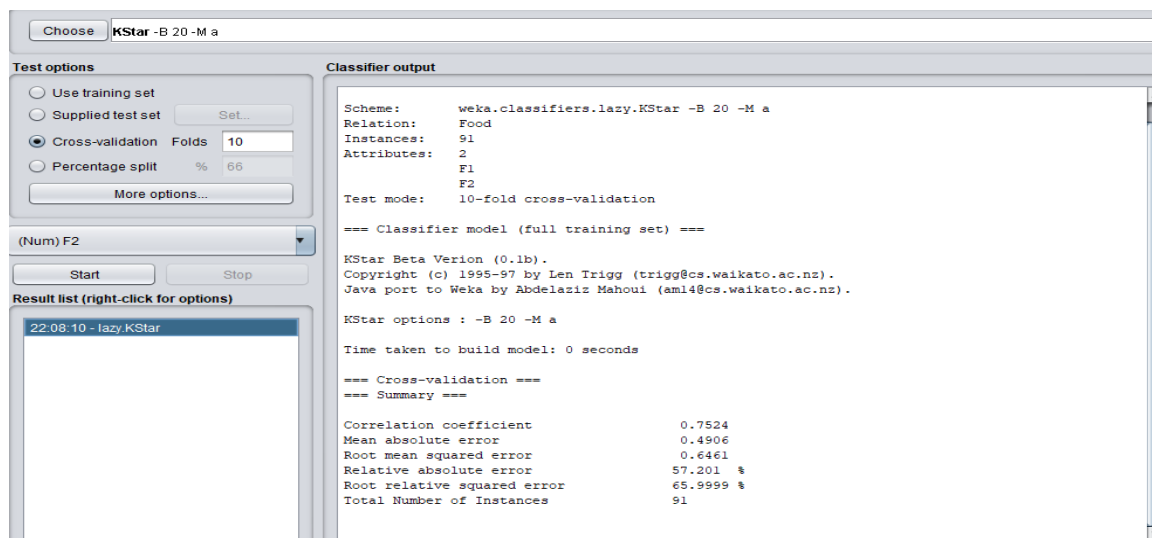 Choose KStar -B 20 -M a
Test options
Use training set
Supplied test set Set...
Cross-validation Folds 10
Percentage split % 66
More options...
(Num) F2
Start Stop
Result list (right-click for options)
22:08:10 - lazy.KStar
Classifier output
Scheme: weka.classifiers.lazy.KStar -B 20 -M a
Relation: Food
Instances: 91
Attributes: 2
F1
F2
Test mode: 10-fold cross-validation
=== Classifier model (full training set) ===
KStar Beta Verion (0.1b).
Copyright (c) 1995-97 by Len Trigg (trigg@cs.waikato.ac.nz).
Java port to Weka by Abdelaziz Mahoui (am14@cs.waikato.ac.nz).
KStar options : -B 20 -M a
Time taken to build model: 0 seconds
=== Cross-validation ===
=== Summary ===
Correlation coefficient 0.7524
Mean absolute error 0.4906
Root mean squared error 0.6461
Relative absolute error 57.201 %
Root relative squared error 65.9999 %
Total Number of Instances 91